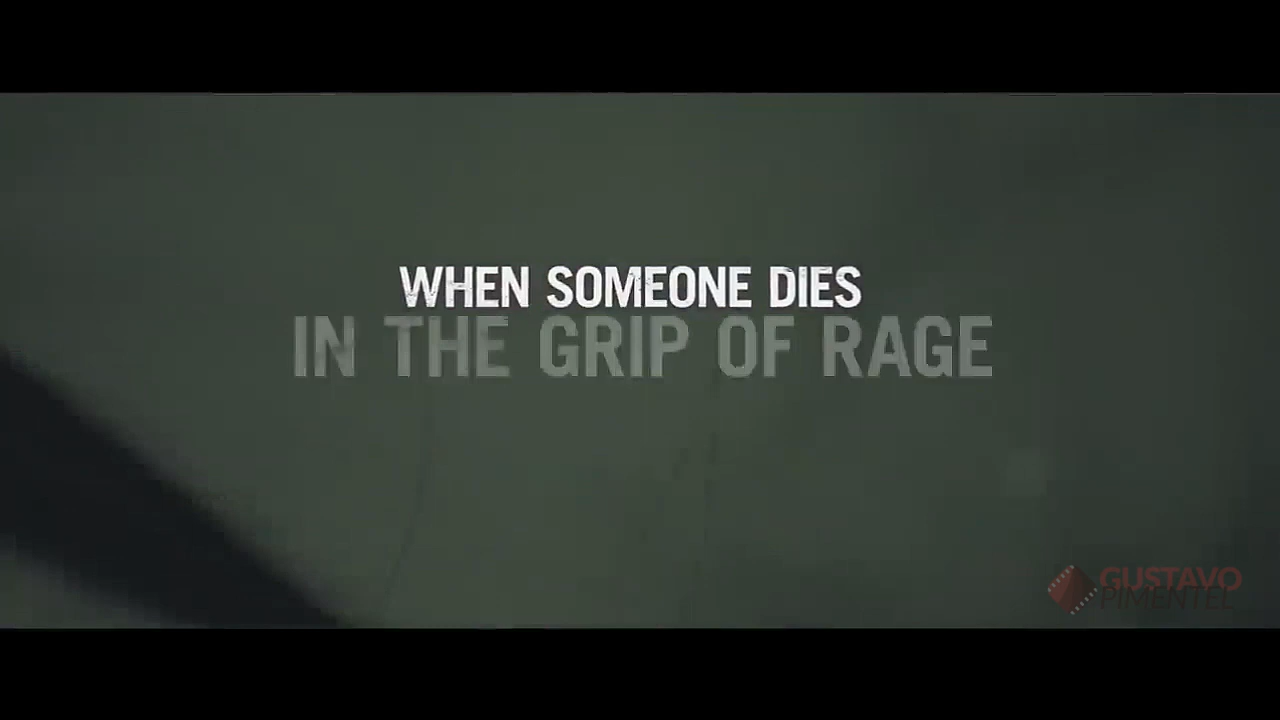 WHEN SOMEONE DIES
IN THE GRIP OF RAGE
GUSTAVO
PIMENTEL